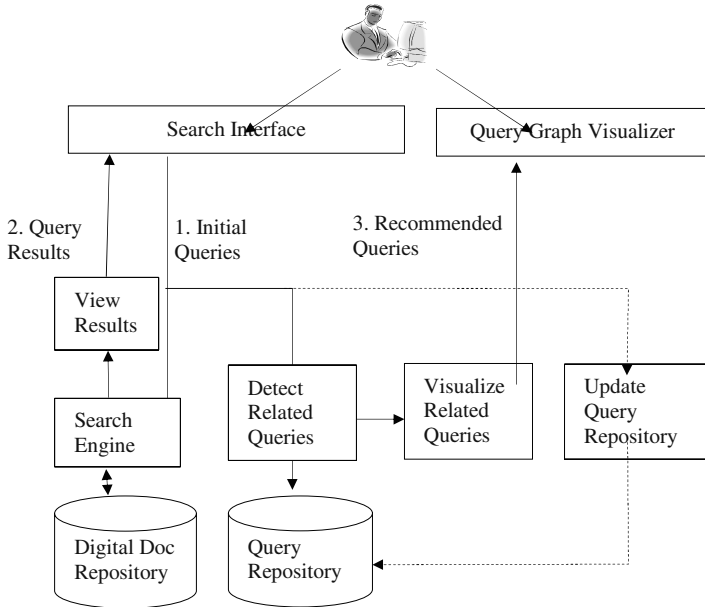 Search Interface
Query Graph Visualizer
2. Query
Results
1. Initial
Queries
3. Recommended
Queries
View
Results
Search
Engine
Detect
Related
Queries
Visualize
Related
Queries
Update
Query
Repository
Digital Doc
Repository
Query
Repository